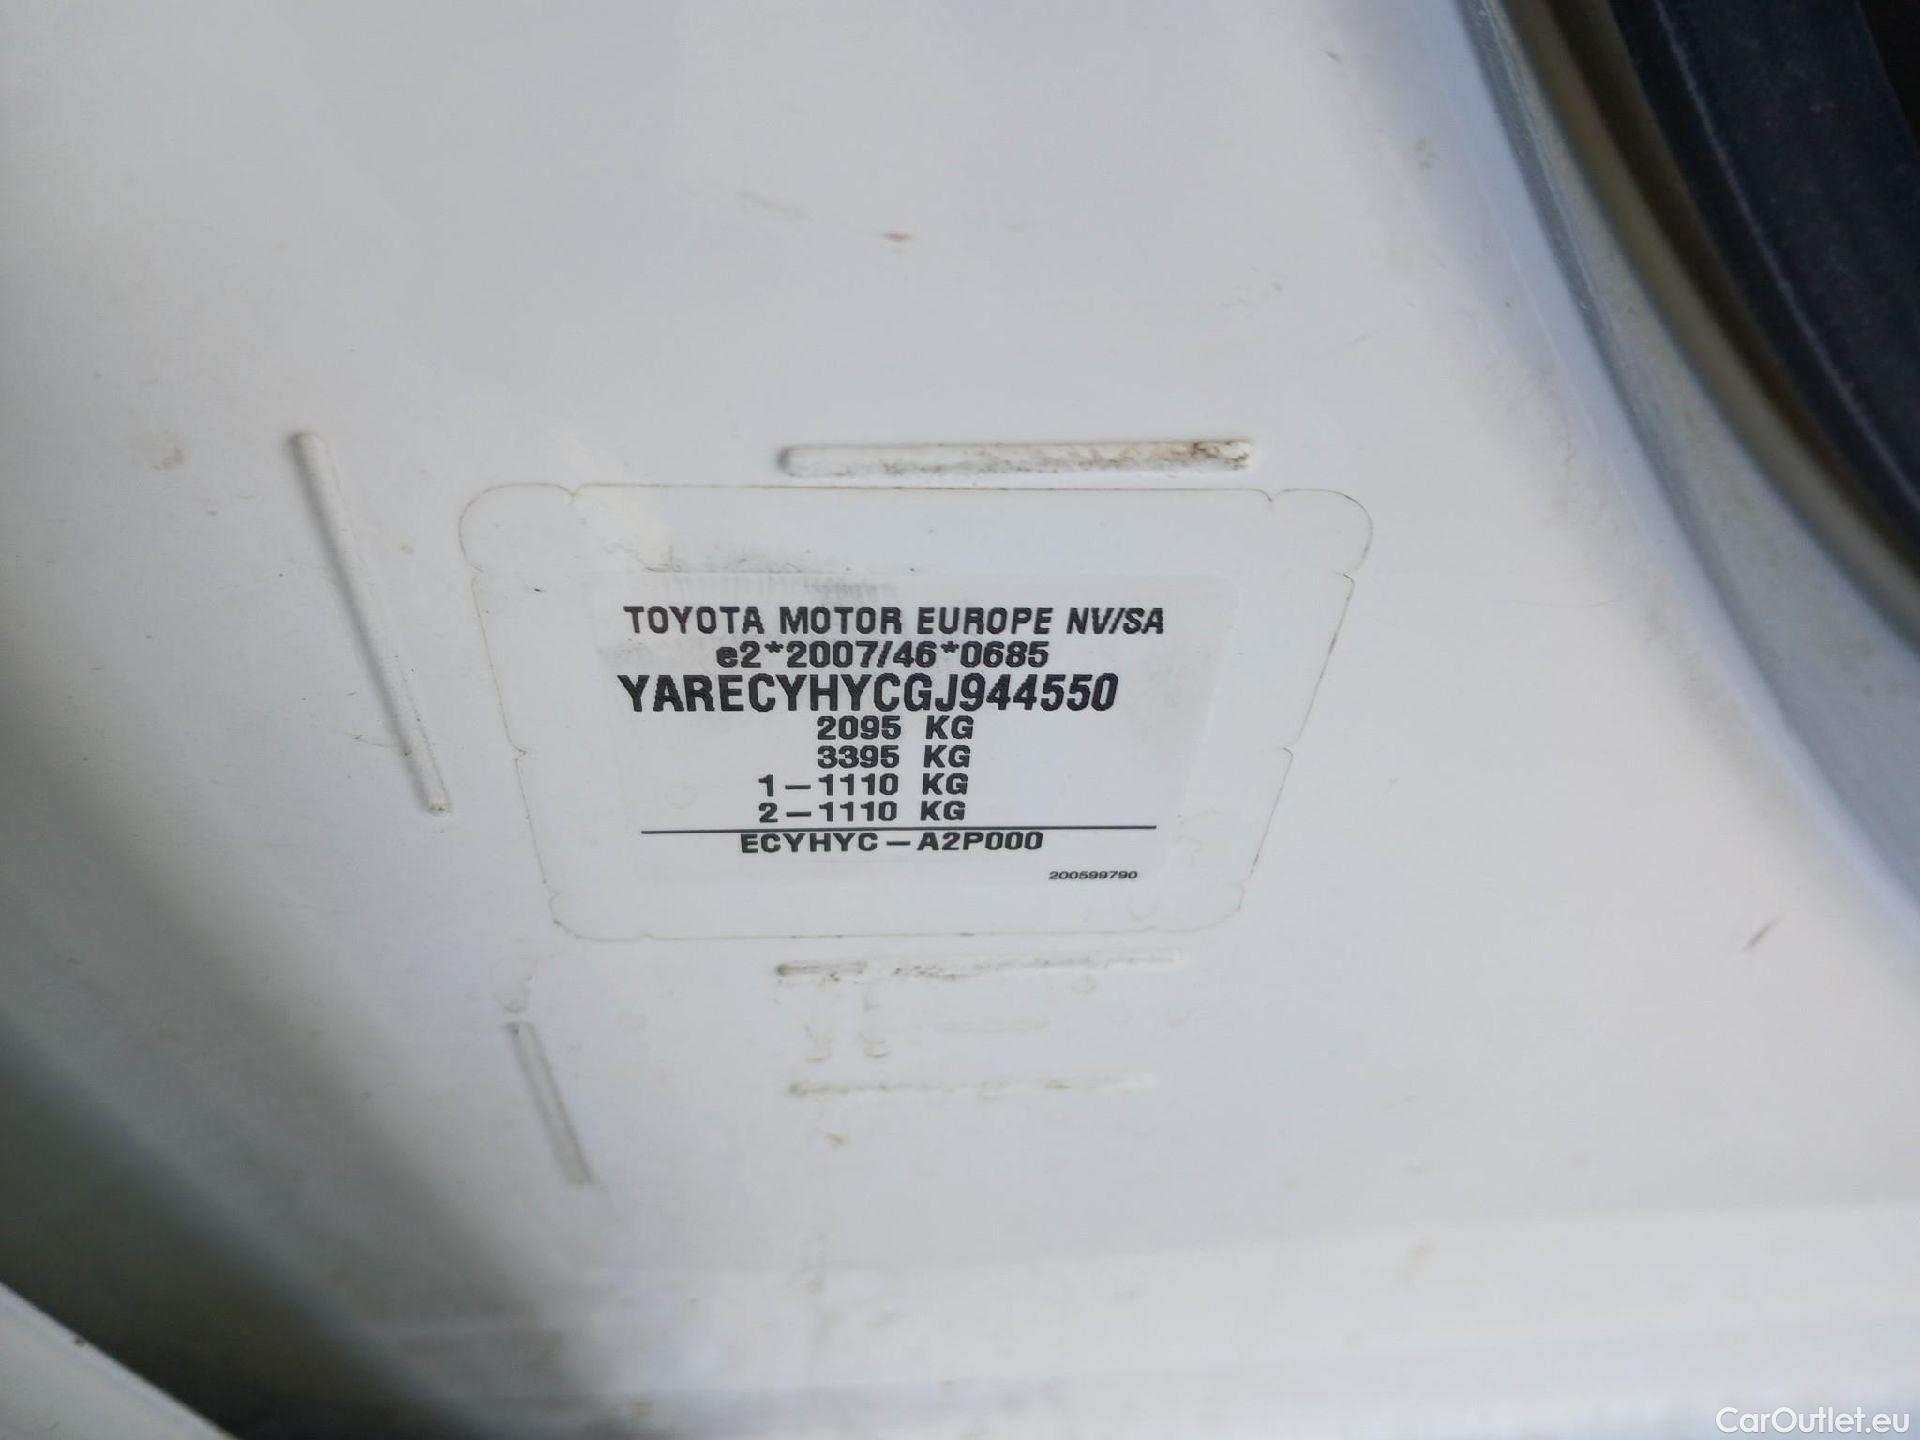 TOYOTA MOTOR EUROPE NV/SA
e2*2007/46*0685
YARECYHYCGJ944550
2095 KG
3395 KG
1-1110 KG
2-1110 KG
ECYHYC-A2P000
200599790
CarOutlet.eu